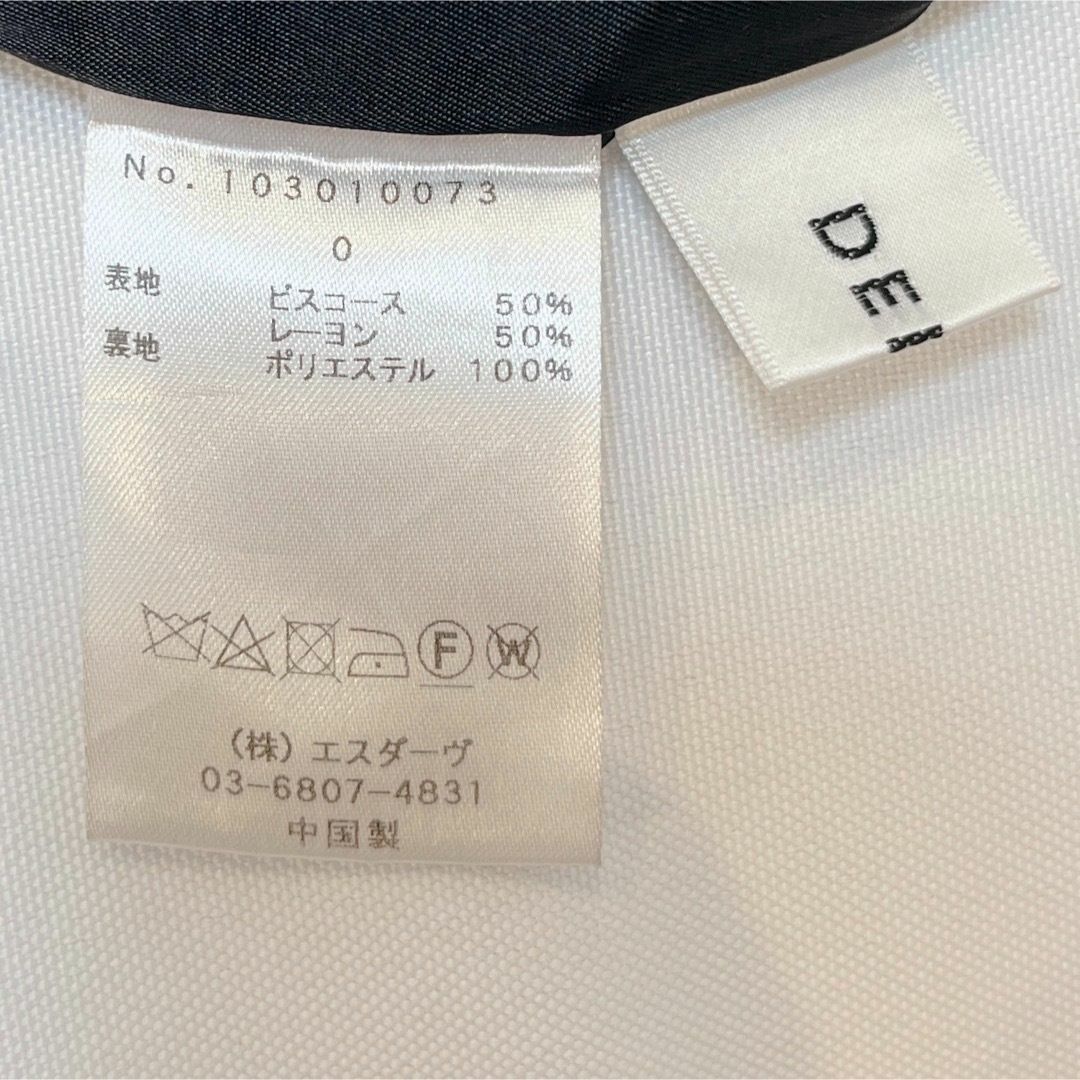 No.103010073
0
表地 ビスコース 50%
レーヨン 50%
裏地 ポリエステル 100%
F W
(株)エスダーヴ
03-6807-4831
中国製
DE